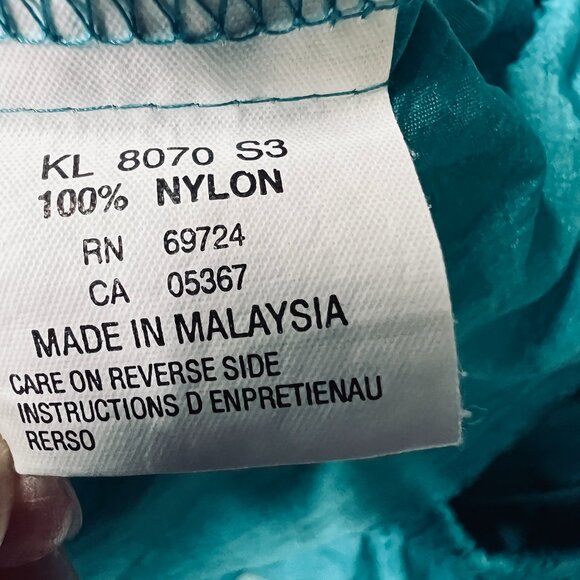 KL 8070 S3
100% NYLON
RN 69724
CA 05367
MADE IN MALAYSIA
CARE ON REVERSE SIDE
INSTRUCTIONS D ENPRETIENAU
RERSO